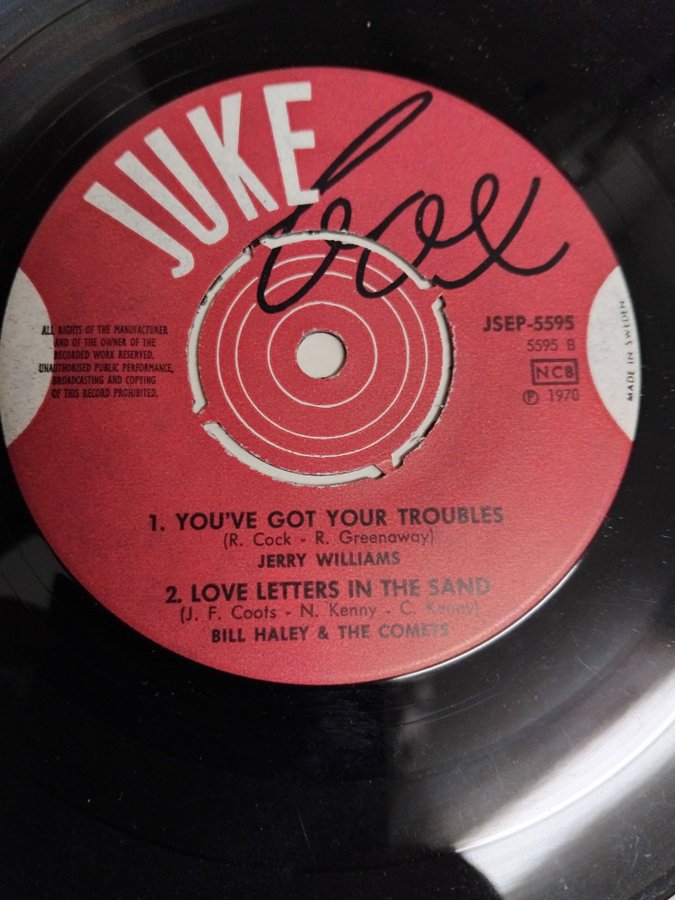 JUKE box
ALL RIGHTS OF THE MANUFACTURER
AND OF THE OWNER OF THE
RECORDED WORK RESERVED.
UNAUTHORISED PUBLIC PERFORMANCE,
BROADCASTING AND COPYING
OF THIS RECORD PROHIBITED.
JSEP-5595
5595 B
NCB
Ⓟ 1970
MADE IN SWEDEN
1. YOU'VE GOT YOUR TROUBLES
(R. Cock - R. Greenaway)
JERRY WILLIAMS
2. LOVE LETTERS IN THE SAND
(J. F. Coots - N. Kenny - C. Kenny)
BILL HALEY & THE COMETS